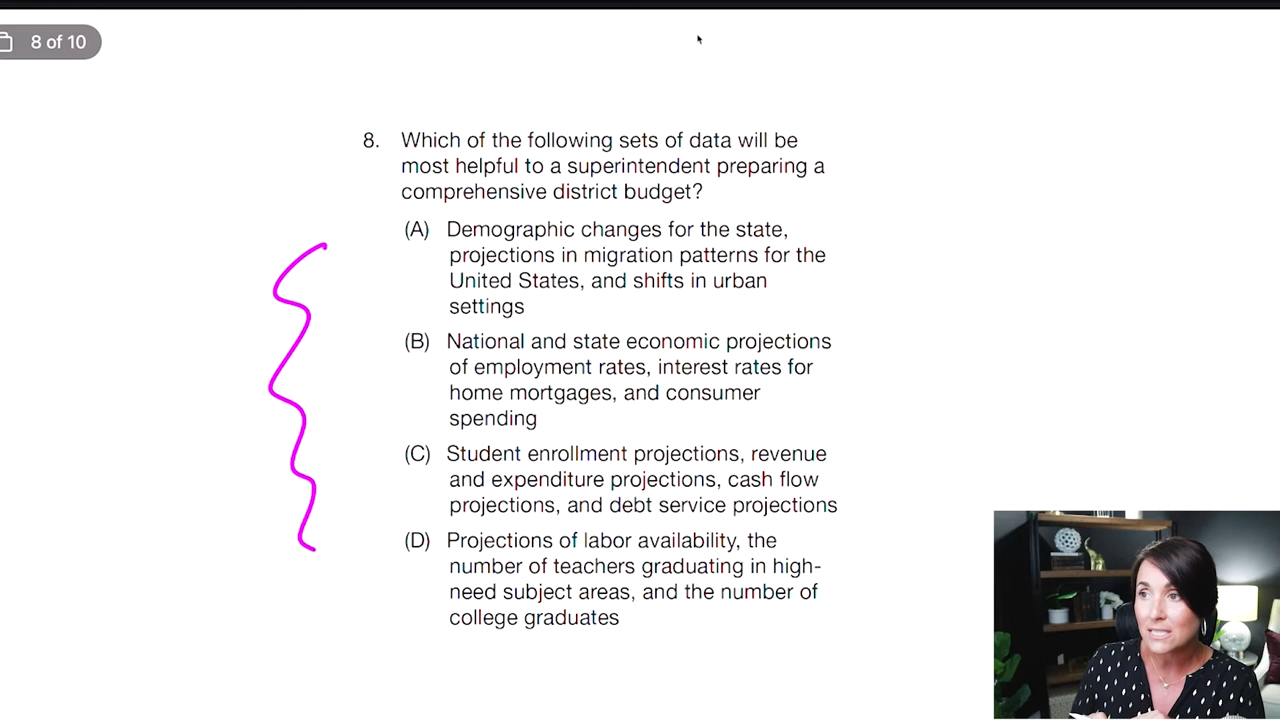 8 of 10
8. Which of the following sets of data will be
most helpful to a superintendent preparing a
comprehensive district budget?
(A) Demographic changes for the state,
projections in migration patterns for the
United States, and shifts in urban
settings
(B) National and state economic projections
of employment rates, interest rates for
home mortgages, and consumer
spending
(C) Student enrollment projections, revenue
and expenditure projections, cash flow
projections, and debt service projections
(D) Projections of labor availability, the
number of teachers graduating in high-
need subject areas, and the number of
college graduates